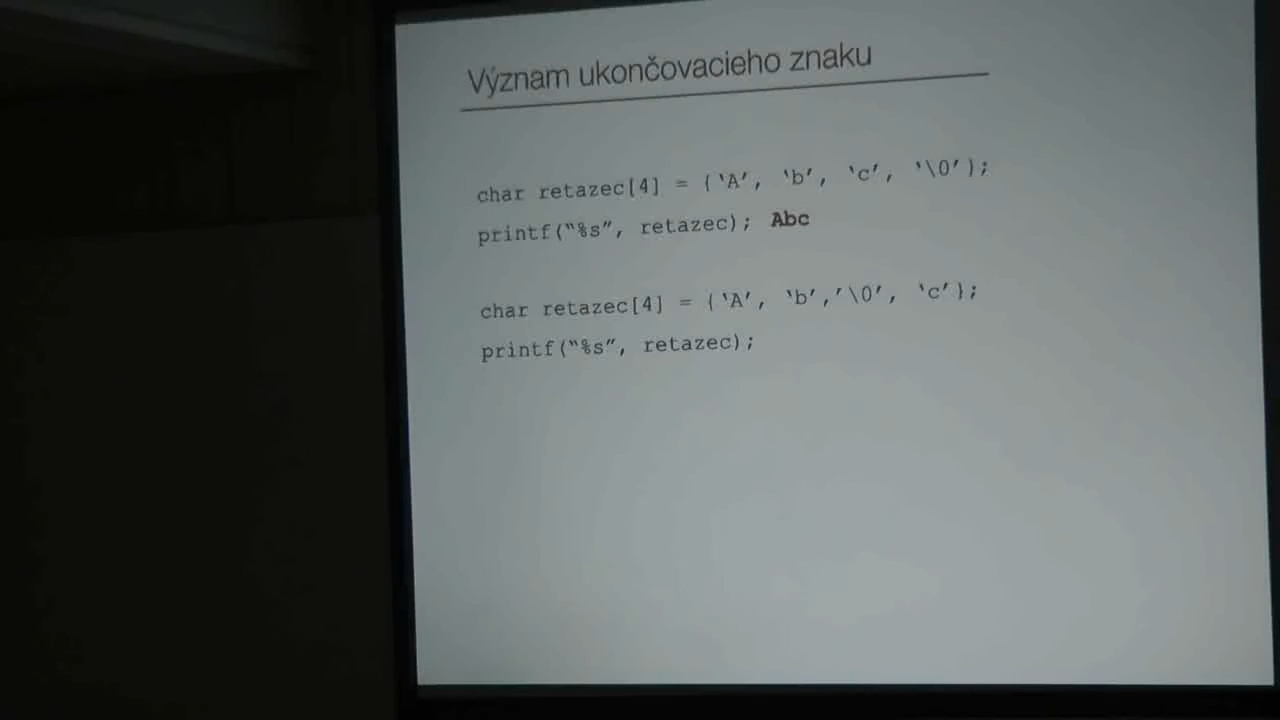 Význam ukončovacieho znaku
char retazec[4] = {‘A’, ‘b’, ‘c’, ‘\0’};
printf(“%s”, retazec); Abc
char retazec[4] = {‘A’, ‘b’,’\0’, ‘c’};
printf(“%s”, retazec);